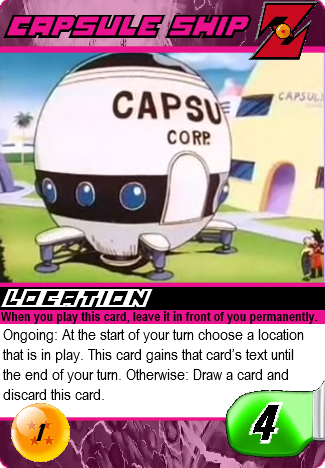 CAPSULE SHIP Z
CAPSU
CORP.
CAPSULE
LOCATION
When you play this card, leave it in front of you permanently.
Ongoing: At the start of your turn choose a location
that is in play. This card gains that card's text until
the end of your turn. Otherwise: Draw a card and
discard this card.
1
4